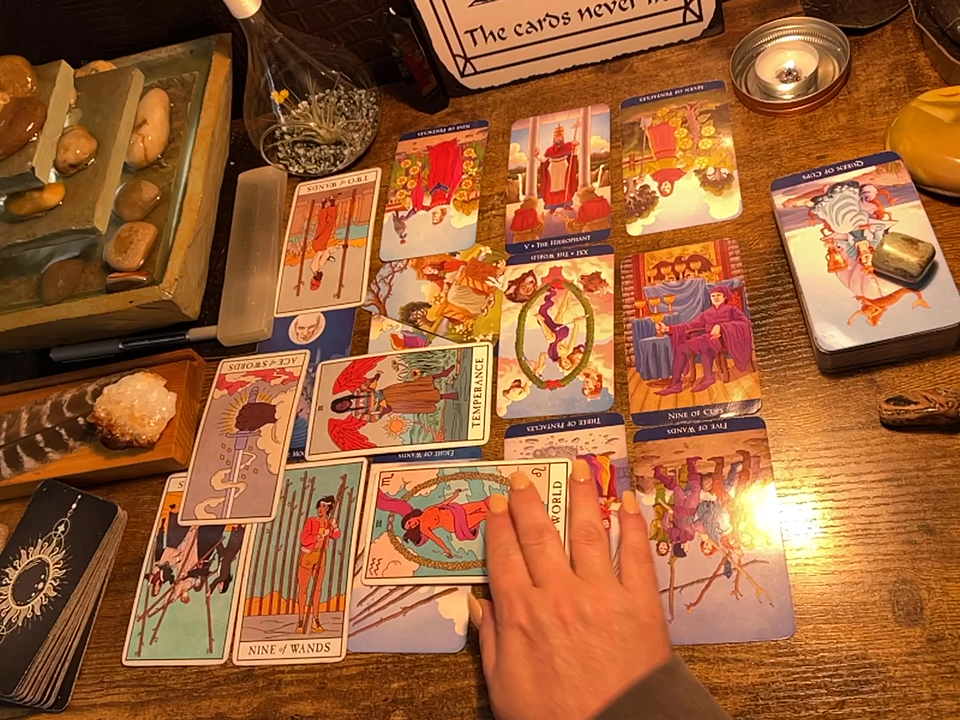 The cards never
QUEEN OF CUPS
SEVEN OF PENTACLES
NINE OF PENTACLES
TWO OF WANDS
V • THE HIEROPHANT
XXI • THE WORLD
ACE OF SWORDS
TEMPERANCE
NINE OF CUPS
THREE OF PENTACLES
FIVE OF WANDS
EIGHT OF WANDS
WORLD
NINE of WANDS